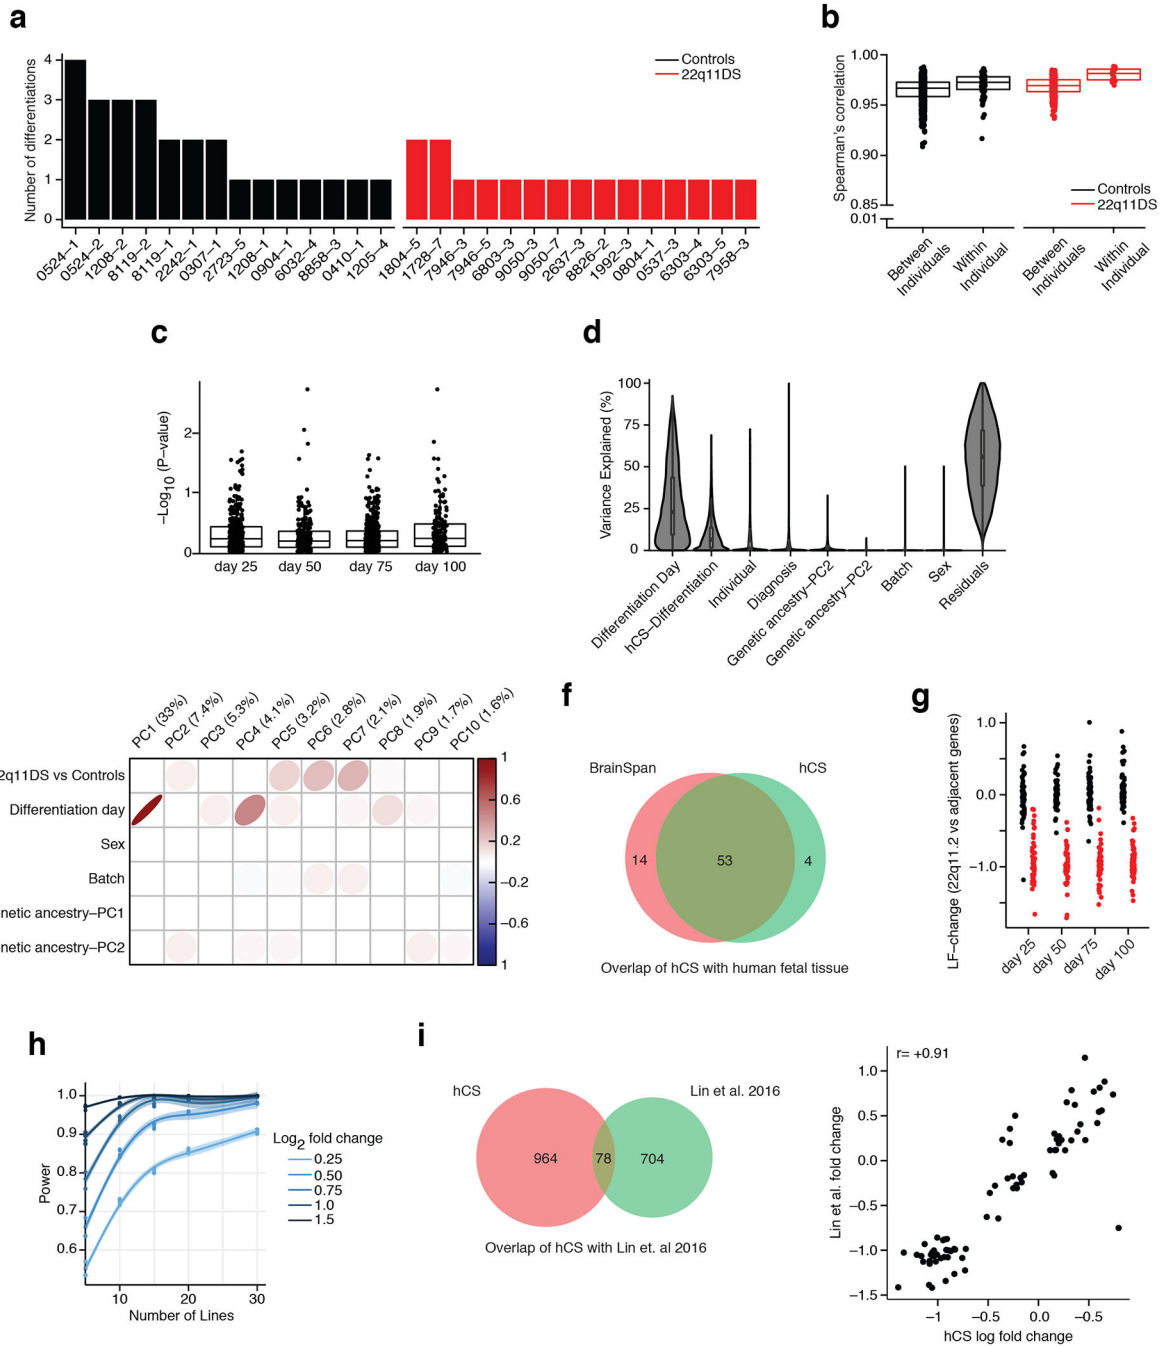 a
Number of differentiations
4
3
2
1
0
Controls
22q11DS
0524–1
0524–2
1208–2
8119–2
8119–1
2242–1
0307–1
2723–5
1208–1
0904–1
6032–4
8858–3
0410–1
1205–4
1804–5
1728–7
7946–3
7946–5
6803–3
9050–3
9050–7
2637–3
8826–2
1992–3
0804–1
0537–3
6303–4
6303–5
7958–3
b
Spearman's correlation
1.00
0.95
0.90
0.85
0.01
Controls
22q11DS
Between Individuals
Within Individual
Between Individuals
Within Individual
c
–Log10 (P–value)
2
1
0
day 25
day 50
day 75
day 100
d
Variance Explained (%)
100
75
50
25
0
Differentiation Day
hCS–Differentiation
Individual
Diagnosis
Genetic ancestry–PC2
Genetic ancestry–PC2
Batch
Sex
Residuals
PC1 (33%)
PC2 (7.4%)
PC3 (5.3%)
PC4 (4.1%)
PC5 (3.2%)
PC6 (2.8%)
PC7 (2.1%)
PC8 (1.9%)
PC9 (1.7%)
PC10 (1.6%)
2q11DS vs Controls
Differentiation day
Sex
Batch
netic ancestry–PC1
netic ancestry–PC2
1
0.6
0.2
–0.2
–0.6
1
f
BrainSpan
hCS
14
53
4
Overlap of hCS with human fetal tissue
g
LF–change (22q11.2 vs adjacent genes)
1.0
0.0
–1.0
day 25
day 50
day 75
day 100
h
Power
1.0
0.9
0.8
0.7
0.6
10
20
30
Number of Lines
Log2 fold change
0.25
0.50
0.75
1.0
1.5
i
hCS
Lin et al. 2016
964
78
704
Overlap of hCS with Lin et. al 2016
r= +0.91
Lin et al. fold change
1.0
0.5
0.0
–0.5
–1.0
–1.5
–1
–0.5
0.0
–0.5
hCS log fold change